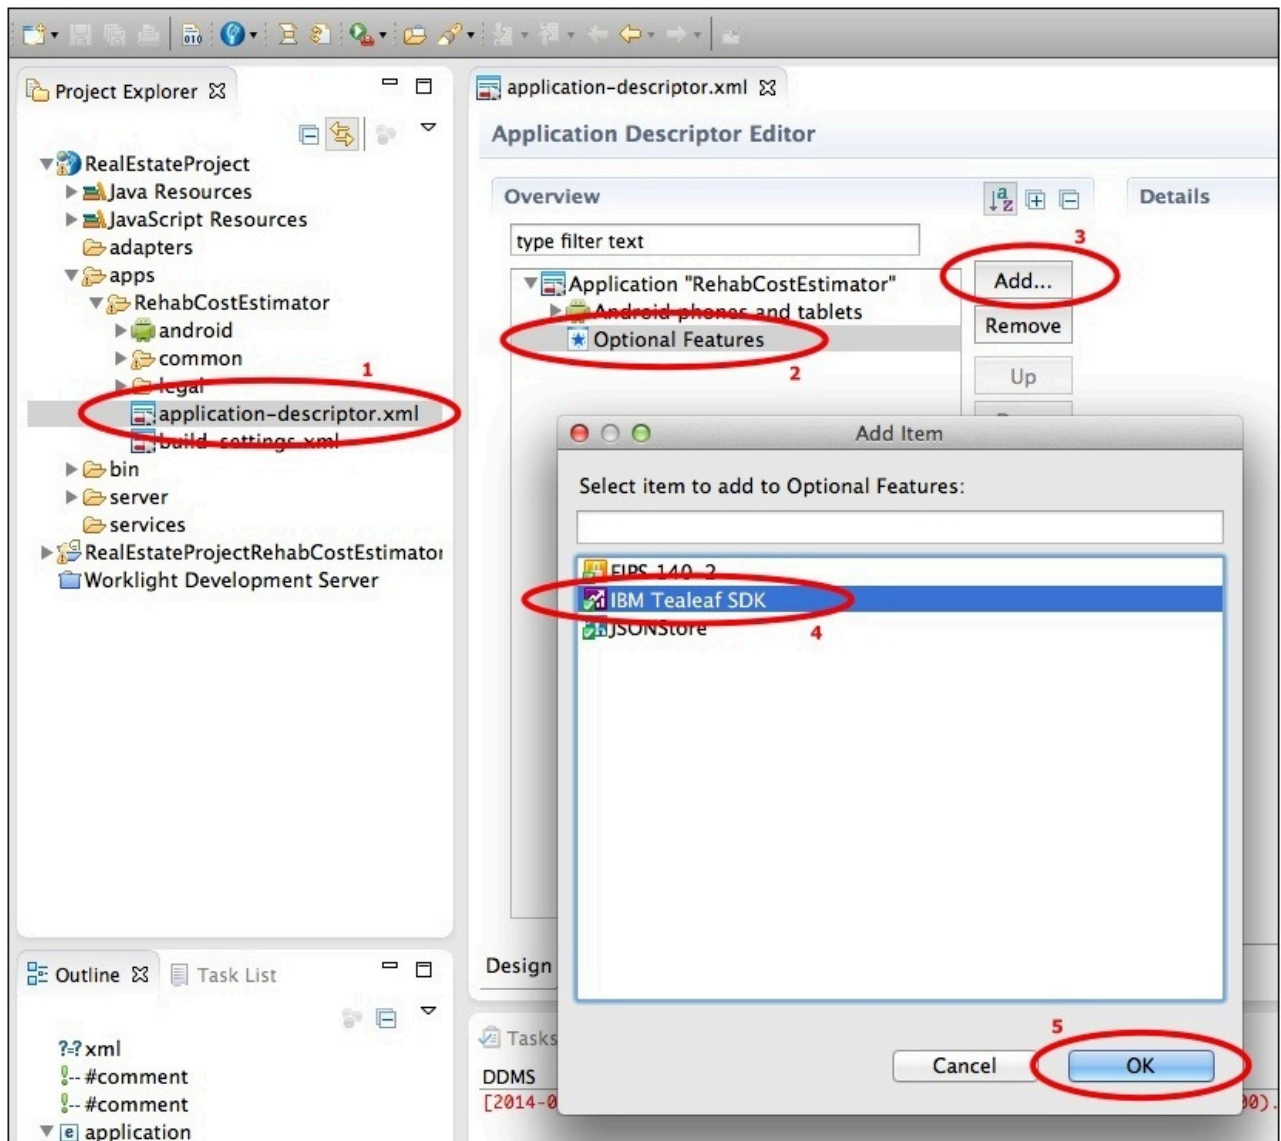 Project Explorer
RealEstateProject
Java Resources
JavaScript Resources
adapters
apps
RehabCostEstimator
android
common
1
legal
application-descriptor.xml
build-settings.xml
bin
server
services
RealEstateProjectRehabCostEstimator
Worklight Development Server
Outline
Task List
?=? xml
#comment
#comment
e application
application-descriptor.xml
Application Descriptor Editor
Overview
Details
type filter text
3
Application "RehabCostEstimator"
Add...
Android phones and tablets
Remove
Optional Features
2
Up
Add Item
Select item to add to Optional Features:
FIPS 140-2
IBM Tealeaf SDK
JSONStore
4
Design
5
Cancel
OK
Tasks
DDMS
[2014-0
00).